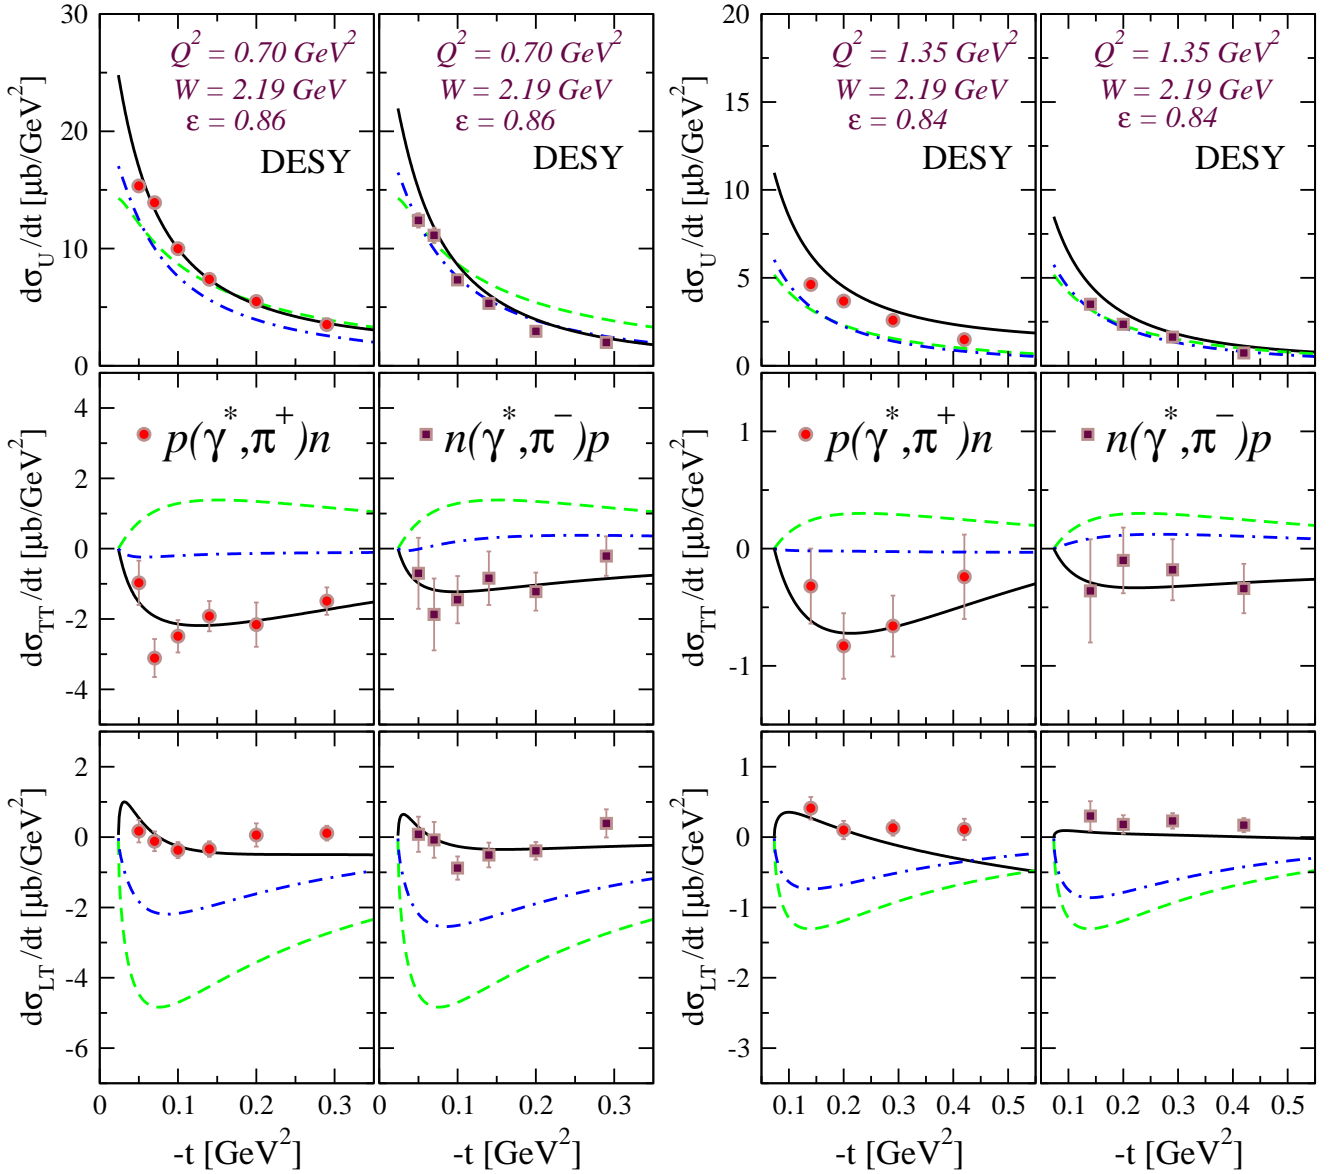 30
20
10
0
dσ_U/dt [μb/GeV²]
Q² = 0.70 GeV²
W = 2.19 GeV
ε = 0.86
DESY
Q² = 0.70 GeV²
W = 2.19 GeV
ε = 0.86
DESY
20
15
10
5
0
dσ_U/dt [μb/GeV²]
Q² = 1.35 GeV²
W = 2.19 GeV
ε = 0.84
DESY
Q² = 1.35 GeV²
W = 2.19 GeV
ε = 0.84
DESY
4
2
0
-2
-4
dσ_TT/dt [μb/GeV²]
p(γ*,π⁺)n
n(γ*,π⁻)p
1
0
-1
dσ_TT/dt [μb/GeV²]
p(γ*,π⁺)n
n(γ*,π⁻)p
2
0
-2
-4
-6
dσ_LT/dt [μb/GeV²]
1
0
-1
-2
-3
dσ_LT/dt [μb/GeV²]
0 0.1 0.2 0.3
0 0.1 0.2 0.3
0.1 0.2 0.3 0.4 0.5
0.1 0.2 0.3 0.4 0.5
-t [GeV²]
-t [GeV²]
-t [GeV²]
-t [GeV²]